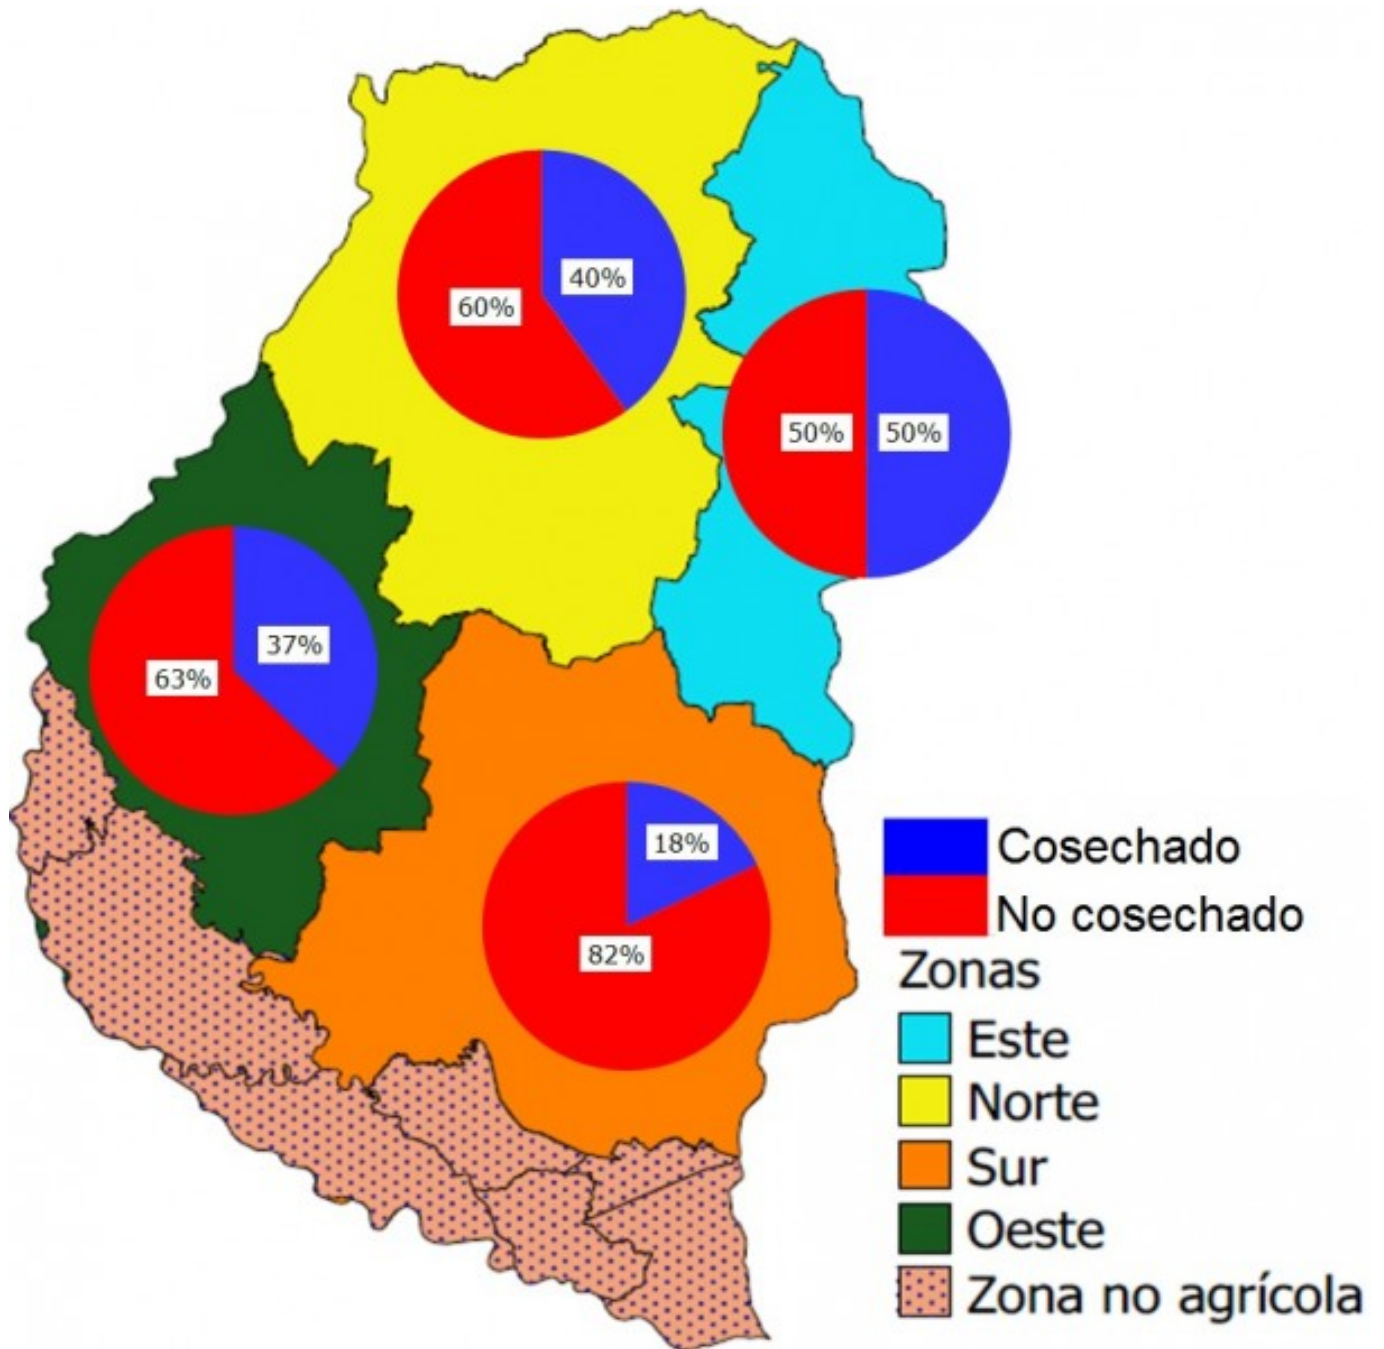 40%
60%
50%
50%
37%
63%
18%
82%
Cosechado
No cosechado
Zonas
Este
Norte
Sur
Oeste
Zona no agrícola